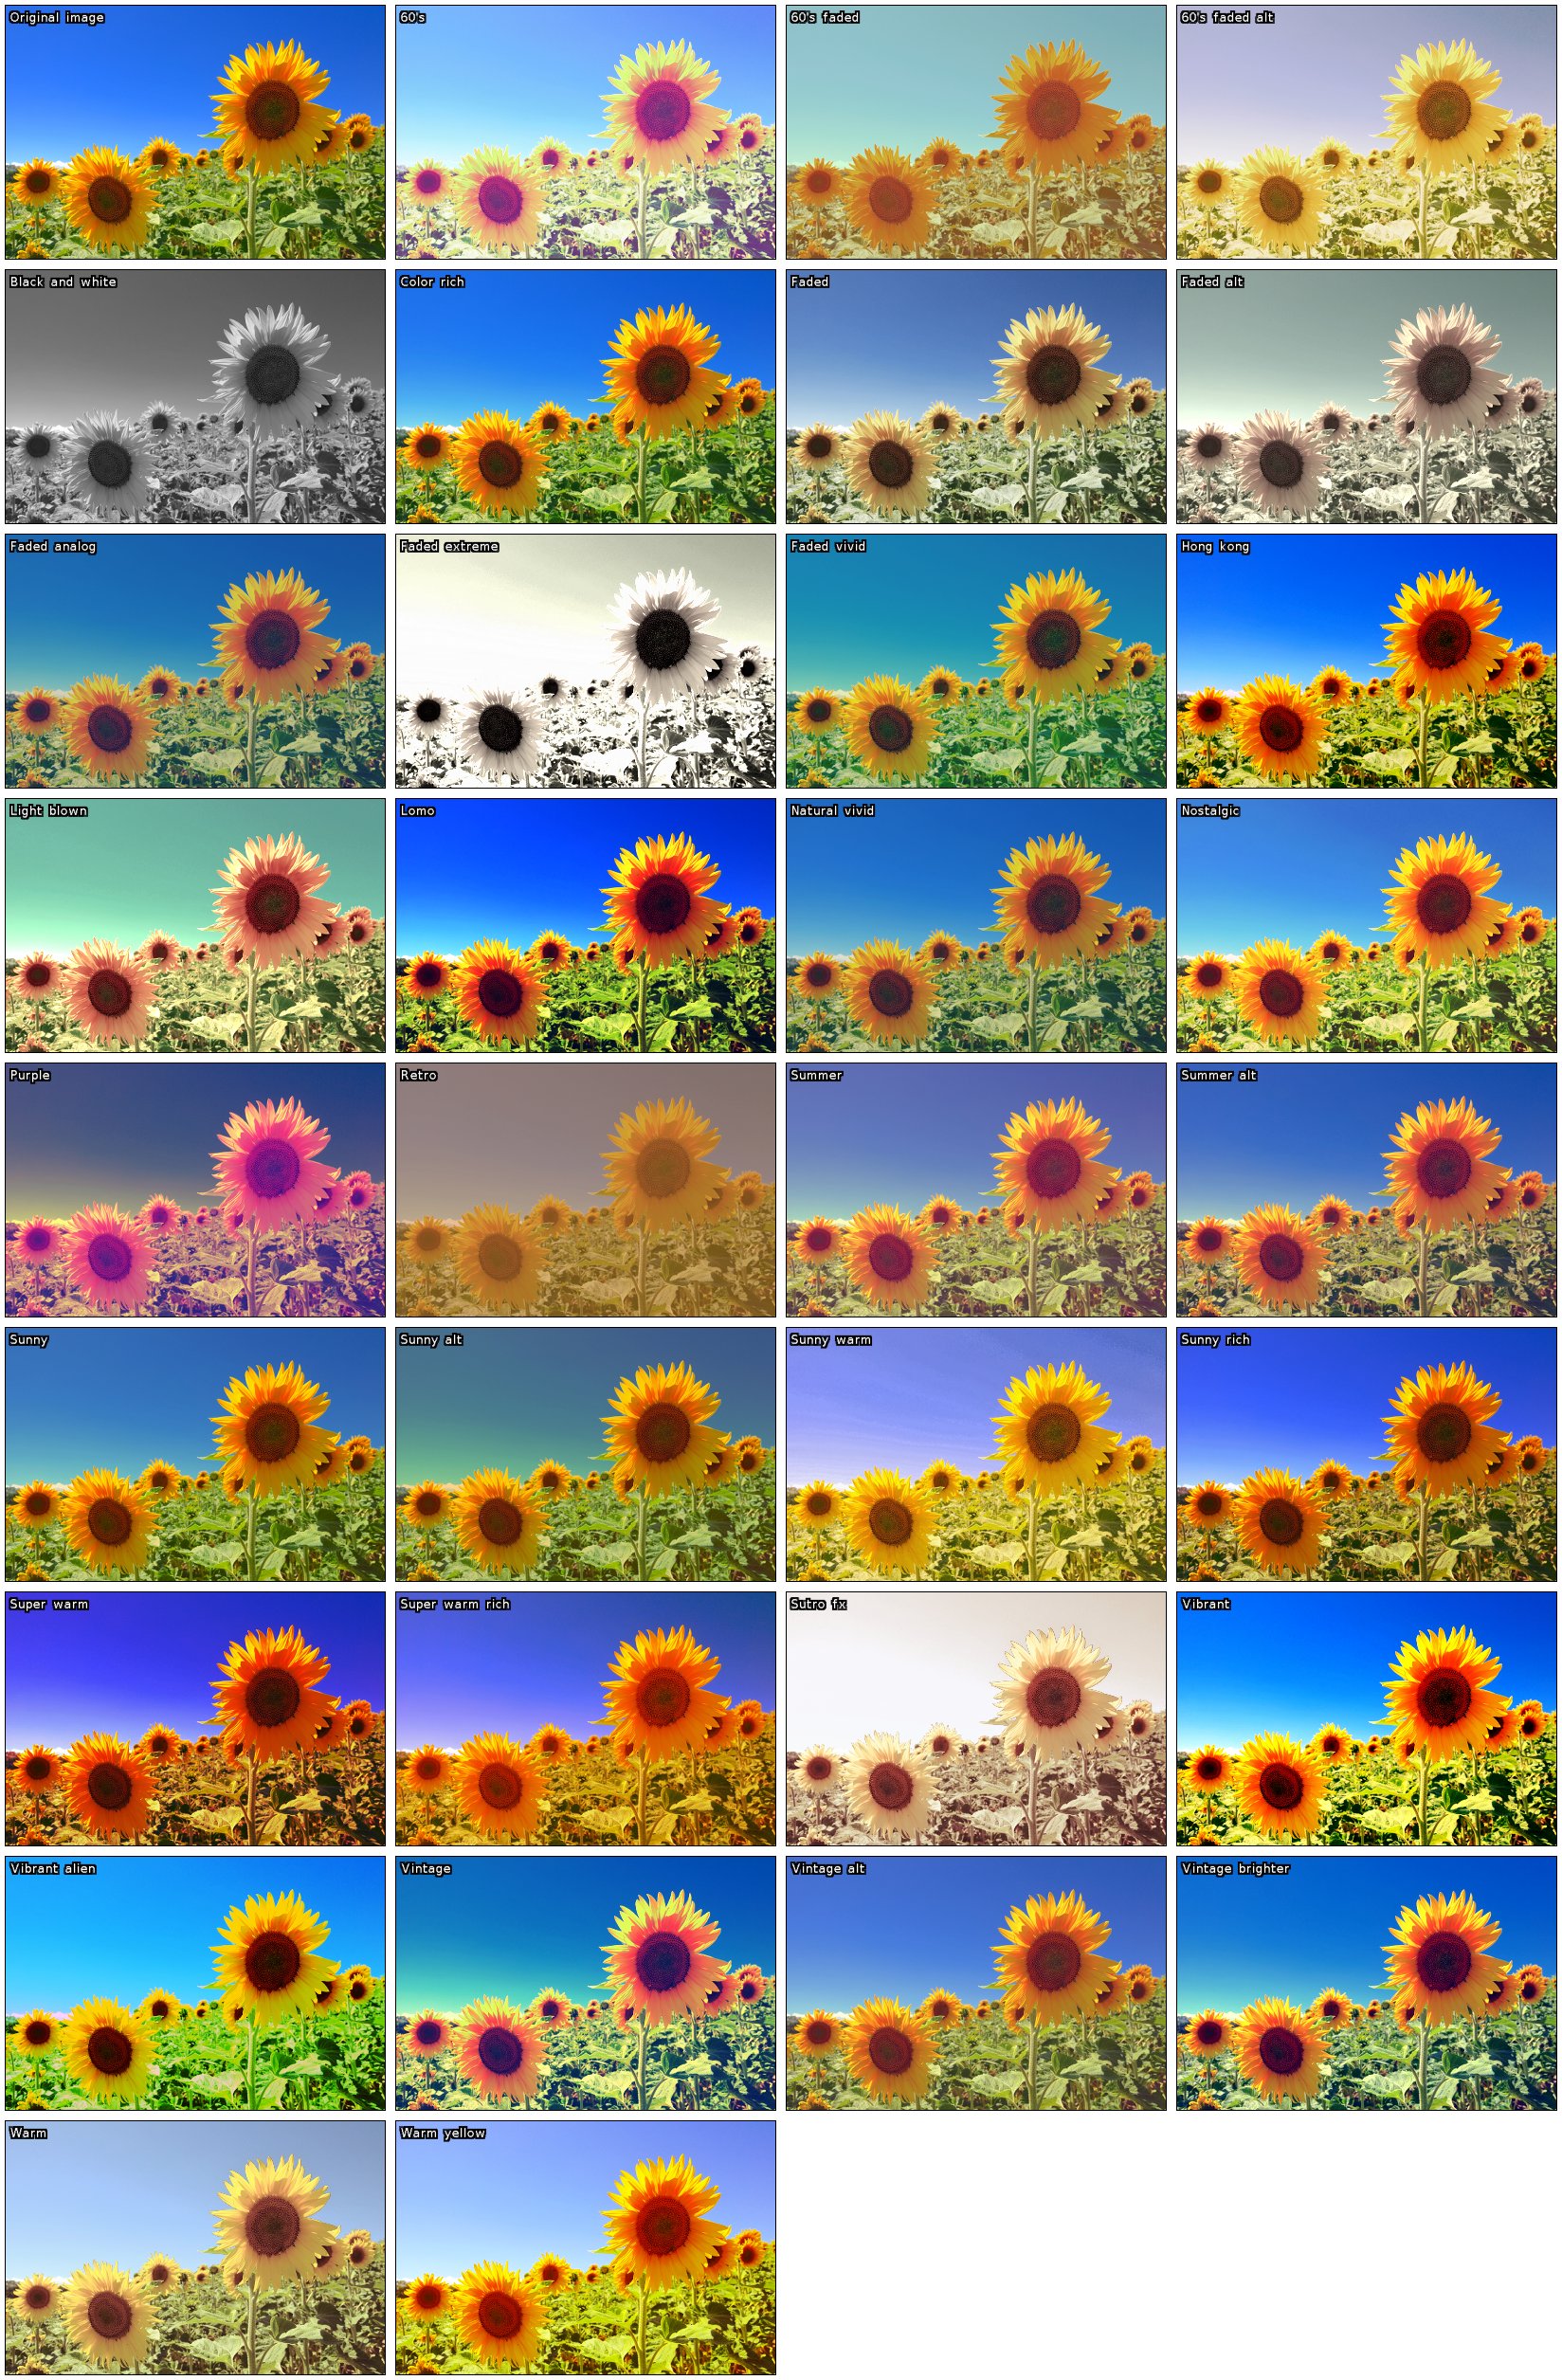 Original image
60's
60's faded
60's faded alt
Black and white
Color rich
Faded
Faded alt
Faded analog
Faded extreme
Faded vivid
Hong kong
Light blown
Lomo
Natural vivid
Nostalgic
Purple
Retro
Summer
Summer alt
Sunny
Sunny alt
Sunny warm
Sunny rich
Super warm
Super warm rich
Sutro fx
Vibrant
Vibrant alien
Vintage
Vintage alt
Vintage brighter
Warm
Warm yellow